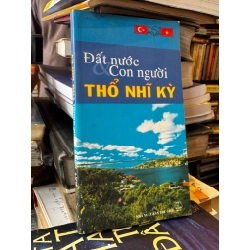 Đất nước
& Con người
THỔ NHĨ KỲ